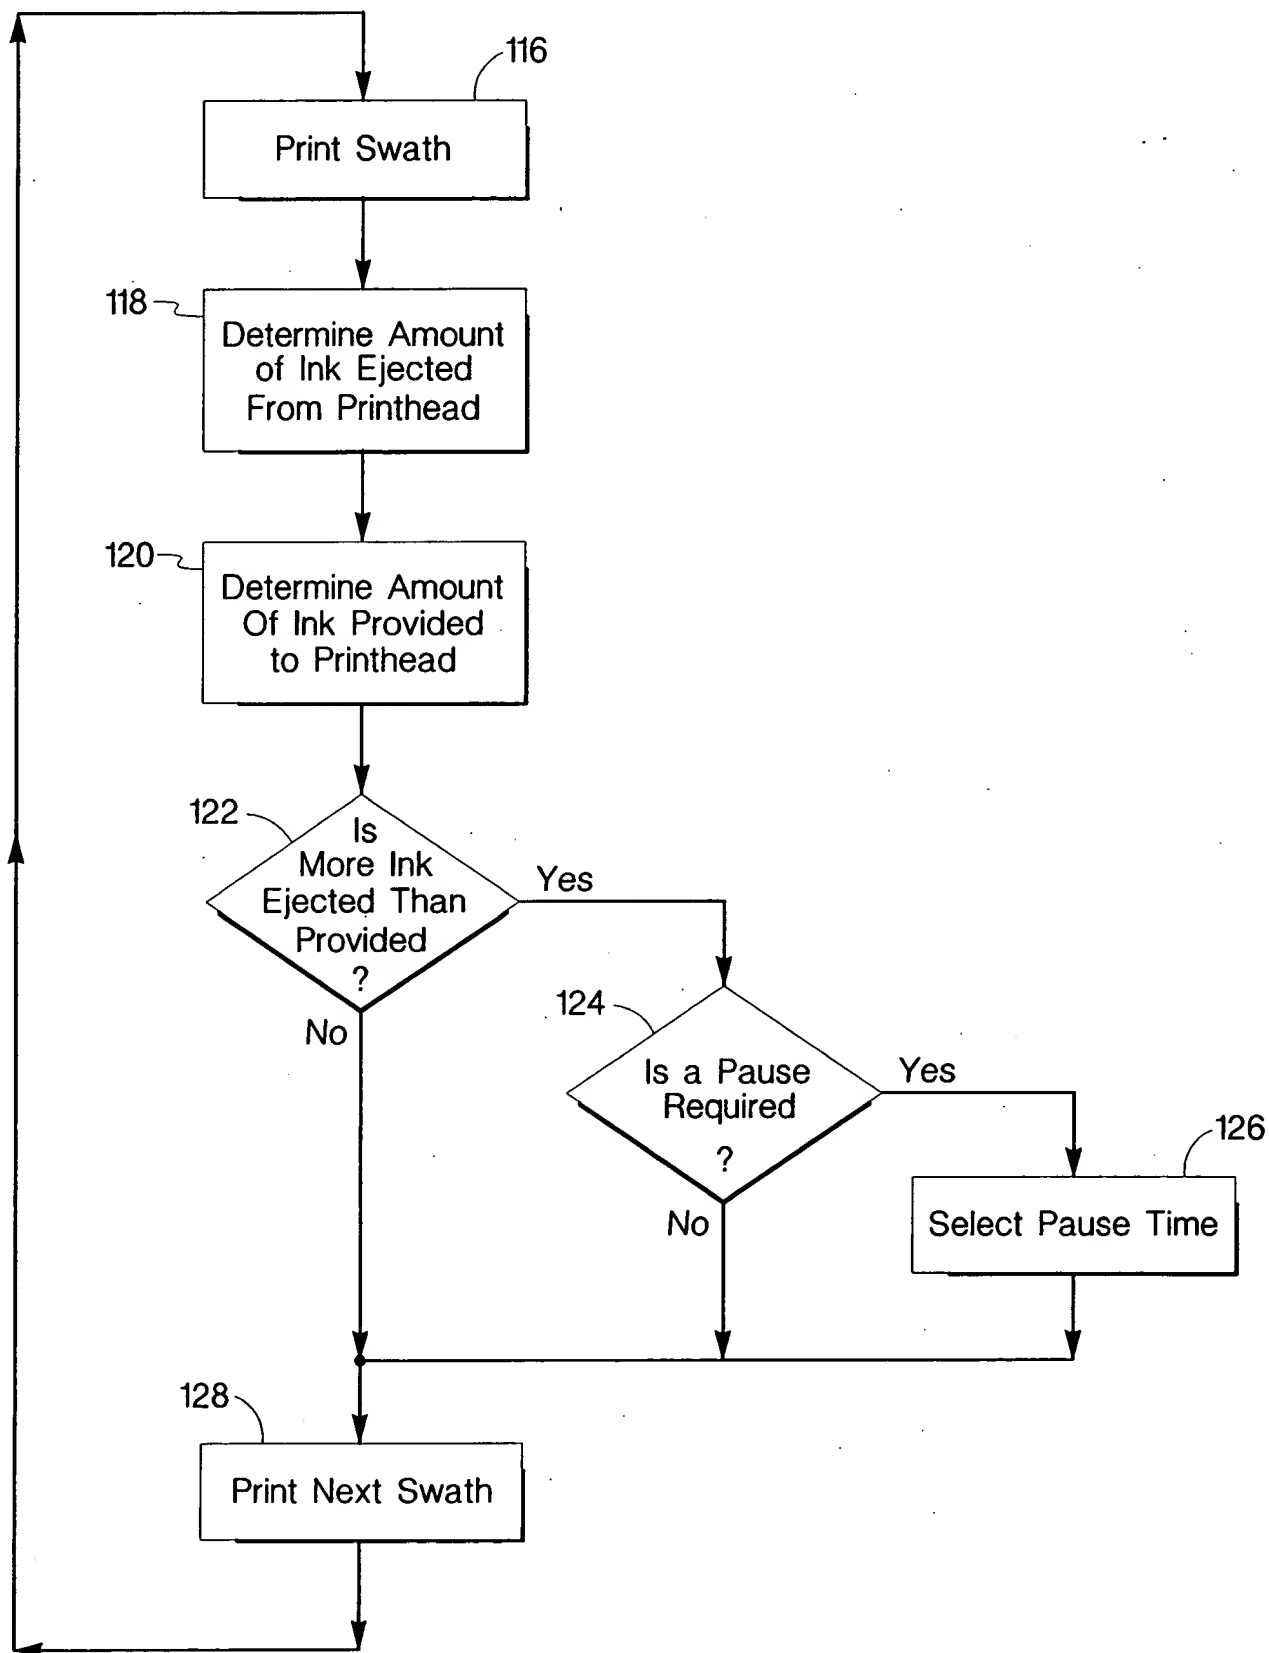 116
Print Swath
118
Determine Amount
of Ink Ejected
From Printhead
120
Determine Amount
Of Ink Provided
to Printhead
122
Is
More Ink
Ejected Than
Provided
?
Yes
No
124
Is a Pause
Required
?
Yes
No
126
Select Pause Time
128
Print Next Swath